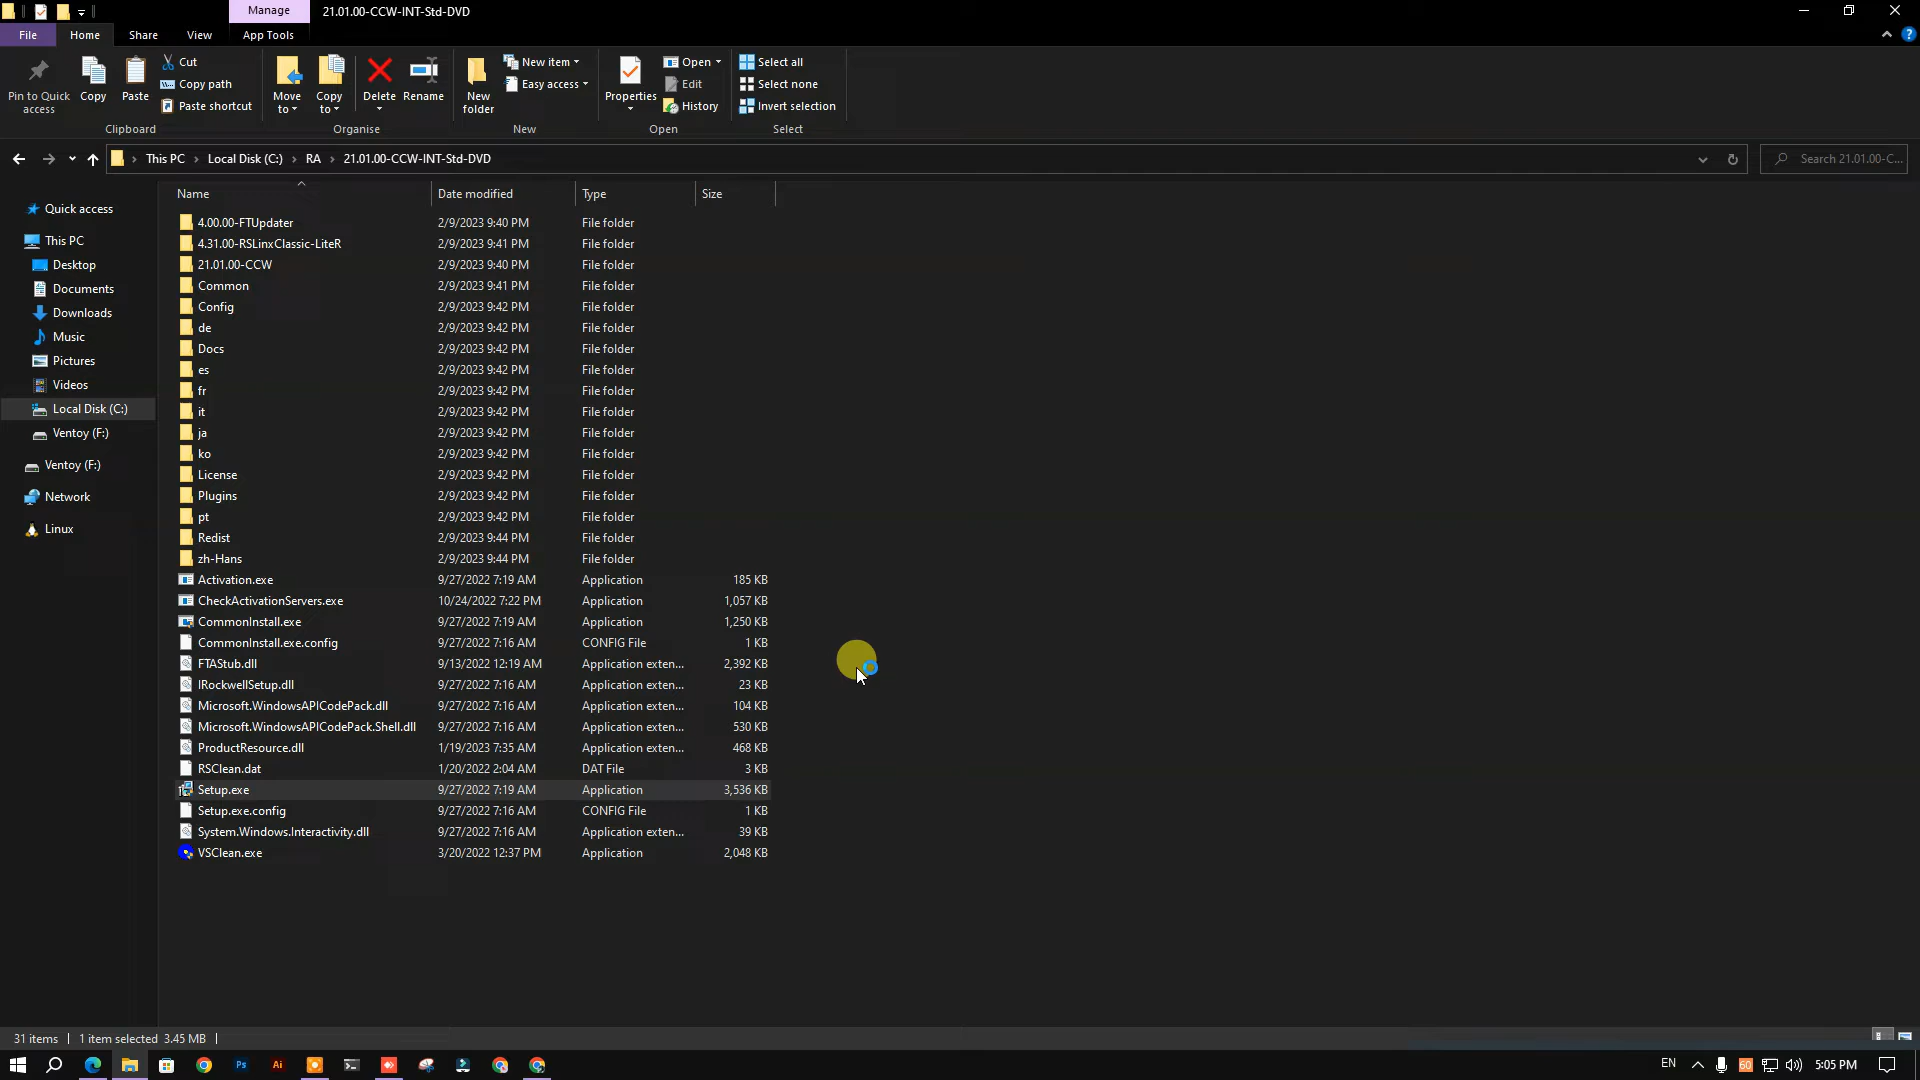 Manage
21.01.00-CCW-INT-Std-DVD
File
Home
Share
View
App Tools
Pin to Quick access
Copy
Paste
Cut
Copy path
Paste shortcut
Clipboard
Move to
Copy to
Delete
Rename
Organise
New folder
New item
Easy access
New
Properties
Open
Edit
History
Open
Select all
Select none
Invert selection
Select
This PC > Local Disk (C:) > RA > 21.01.00-CCW-INT-Std-DVD
Search 21.01.00-C...
Name Date modified Type Size
Quick access
This PC
Desktop
Documents
Downloads
Music
Pictures
Videos
Local Disk (C:)
Ventoy (F:)
Ventoy (F:)
Network
Linux
4.00.00-FTUpdater 2/9/2023 9:40 PM File folder
4.31.00-RSLinxClassic-LiteR 2/9/2023 9:41 PM File folder
21.01.00-CCW 2/9/2023 9:40 PM File folder
Common 2/9/2023 9:41 PM File folder
Config 2/9/2023 9:42 PM File folder
de 2/9/2023 9:42 PM File folder
Docs 2/9/2023 9:42 PM File folder
es 2/9/2023 9:42 PM File folder
fr 2/9/2023 9:42 PM File folder
it 2/9/2023 9:42 PM File folder
ja 2/9/2023 9:42 PM File folder
ko 2/9/2023 9:42 PM File folder
License 2/9/2023 9:42 PM File folder
Plugins 2/9/2023 9:42 PM File folder
pt 2/9/2023 9:42 PM File folder
Redist 2/9/2023 9:44 PM File folder
zh-Hans 2/9/2023 9:44 PM File folder
Activation.exe 9/27/2022 7:19 AM Application 185 KB
CheckActivationServers.exe 10/24/2022 7:22 PM Application 1,057 KB
CommonInstall.exe 9/27/2022 7:19 AM Application 1,250 KB
CommonInstall.exe.config 9/27/2022 7:16 AM CONFIG File 1 KB
FTAStub.dll 9/13/2022 12:19 AM Application exten... 2,392 KB
IRockwellSetup.dll 9/27/2022 7:16 AM Application exten... 23 KB
Microsoft.WindowsAPICodePack.dll 9/27/2022 7:16 AM Application exten... 104 KB
Microsoft.WindowsAPICodePack.Shell.dll 9/27/2022 7:16 AM Application exten... 530 KB
ProductResource.dll 1/19/2023 7:35 AM Application exten... 468 KB
RSClean.dat 1/20/2022 2:04 AM DAT File 3 KB
Setup.exe 9/27/2022 7:19 AM Application 3,536 KB
Setup.exe.config 9/27/2022 7:16 AM CONFIG File 1 KB
System.Windows.Interactivity.dll 9/27/2022 7:16 AM Application exten... 39 KB
VSClean.exe 3/20/2022 12:37 PM Application 2,048 KB
31 items 1 item selected 3.45 MB
Ps
Ai
EN
60
5:05 PM